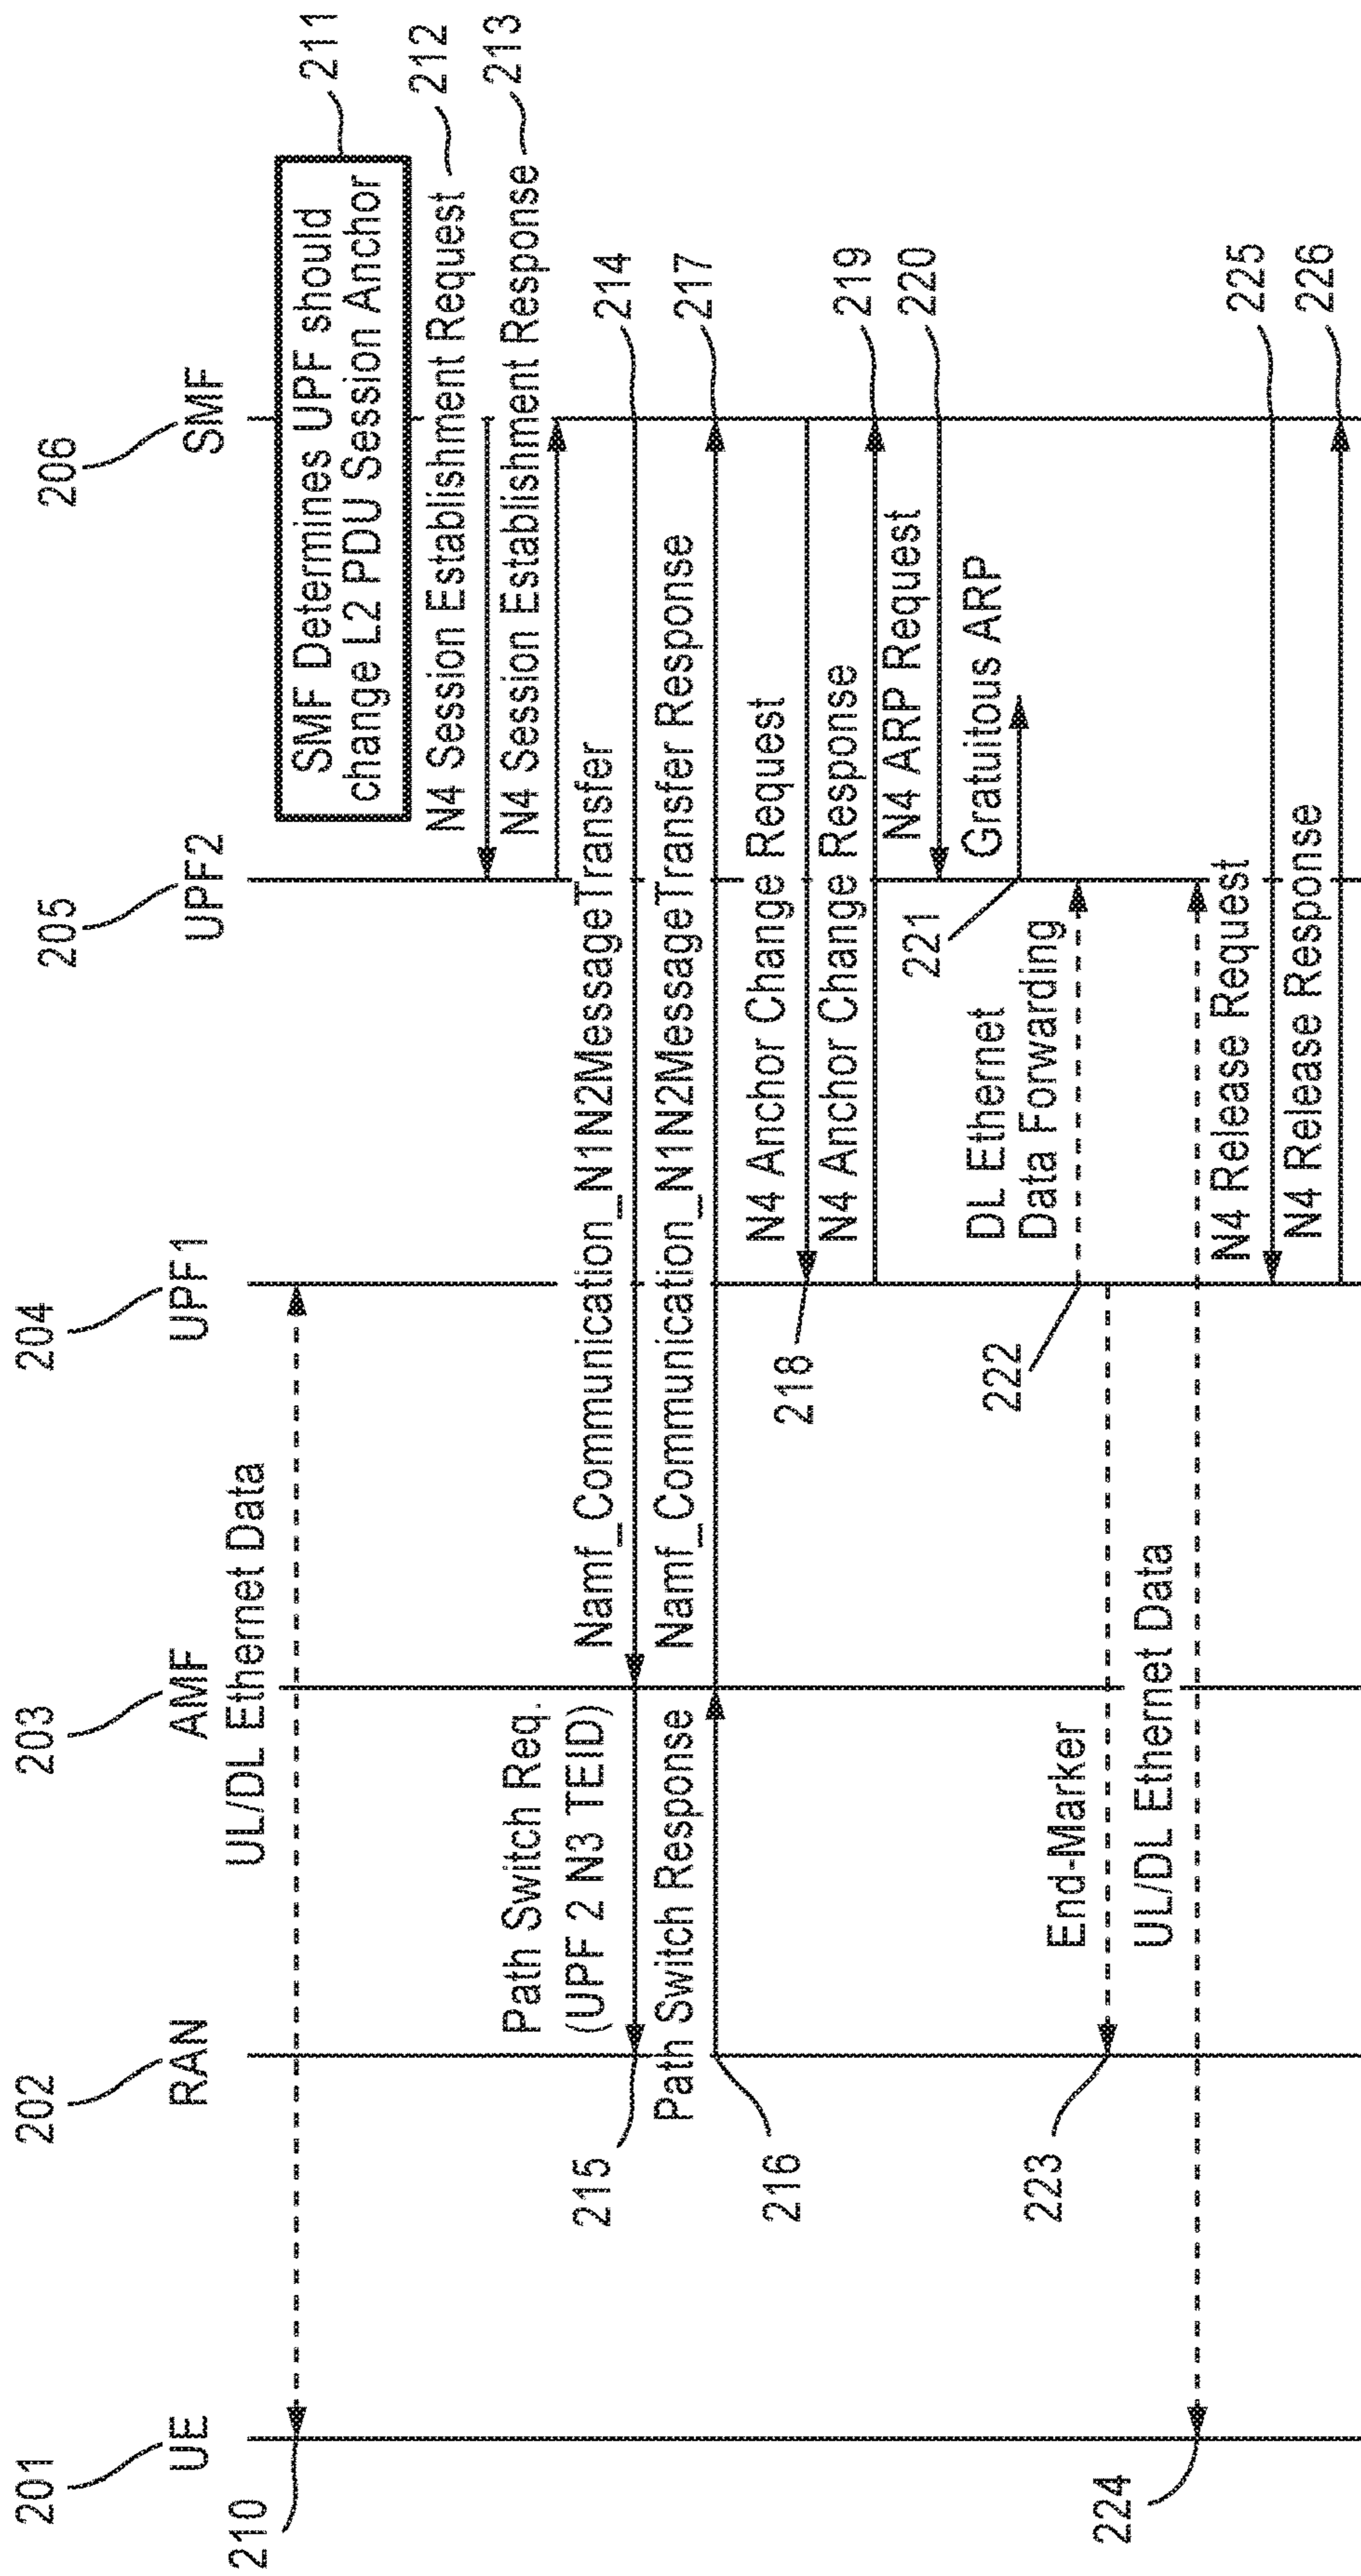 201
202
203
204
205
206
UE
RAN
AMF
UPF1
UPF2
SMF
210
UL/DL Ethernet Data
SMF Determines UPF should
change L2 PDU Session Anchor
211
N4 Session Establishment Request
212
N4 Session Establishment Response
213
Namf_Communication_N1N2MessageTransfer
214
Path Switch Req.
(UPF 2 N3 TEID)
215
Path Switch Response
216
Namf_Communication_N1N2MessageTransfer Response
217
N4 Anchor Change Request
218
N4 Anchor Change Response
219
N4 ARP Request
220
Gratuitous ARP
221
DL Ethernet
Data Forwarding
222
End-Marker
223
UL/DL Ethernet Data
224
N4 Release Request
225
N4 Release Response
226